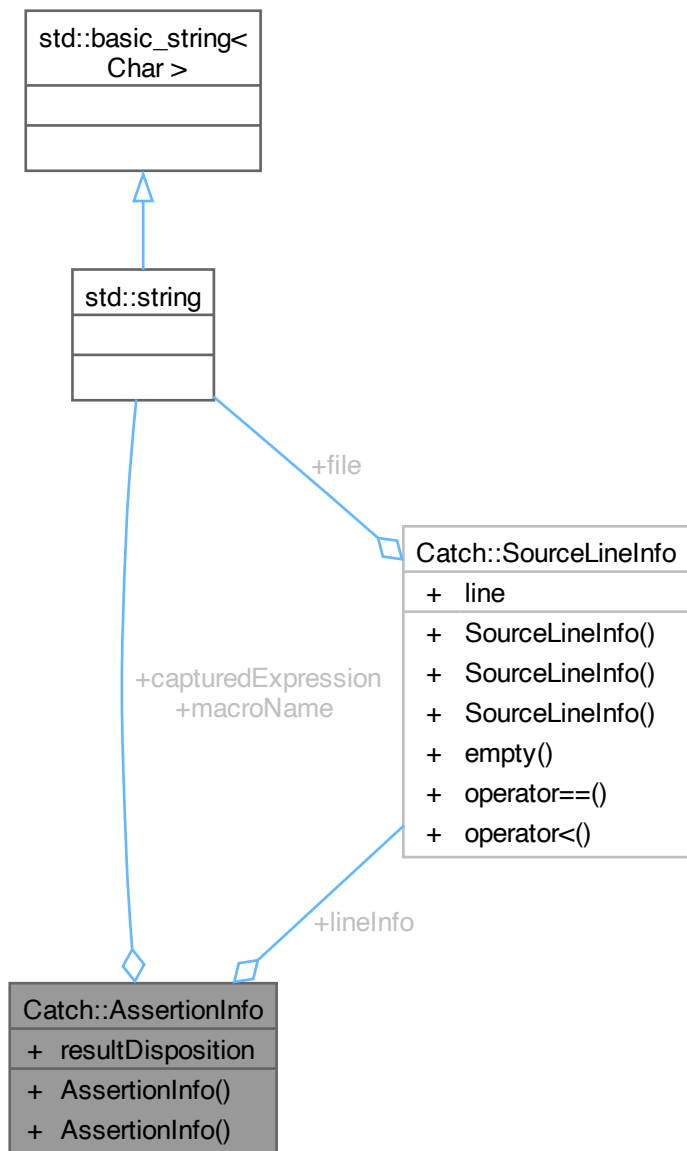 std::basic_string<
Char >
std::string
+file
Catch::SourceLineInfo
+ line
+ SourceLineInfo()
+ SourceLineInfo()
+ SourceLineInfo()
+ empty()
+ operator==()
+ operator<()
+capturedExpression
+macroName
+lineInfo
Catch::AssertionInfo
+ resultDisposition
+ AssertionInfo()
+ AssertionInfo()